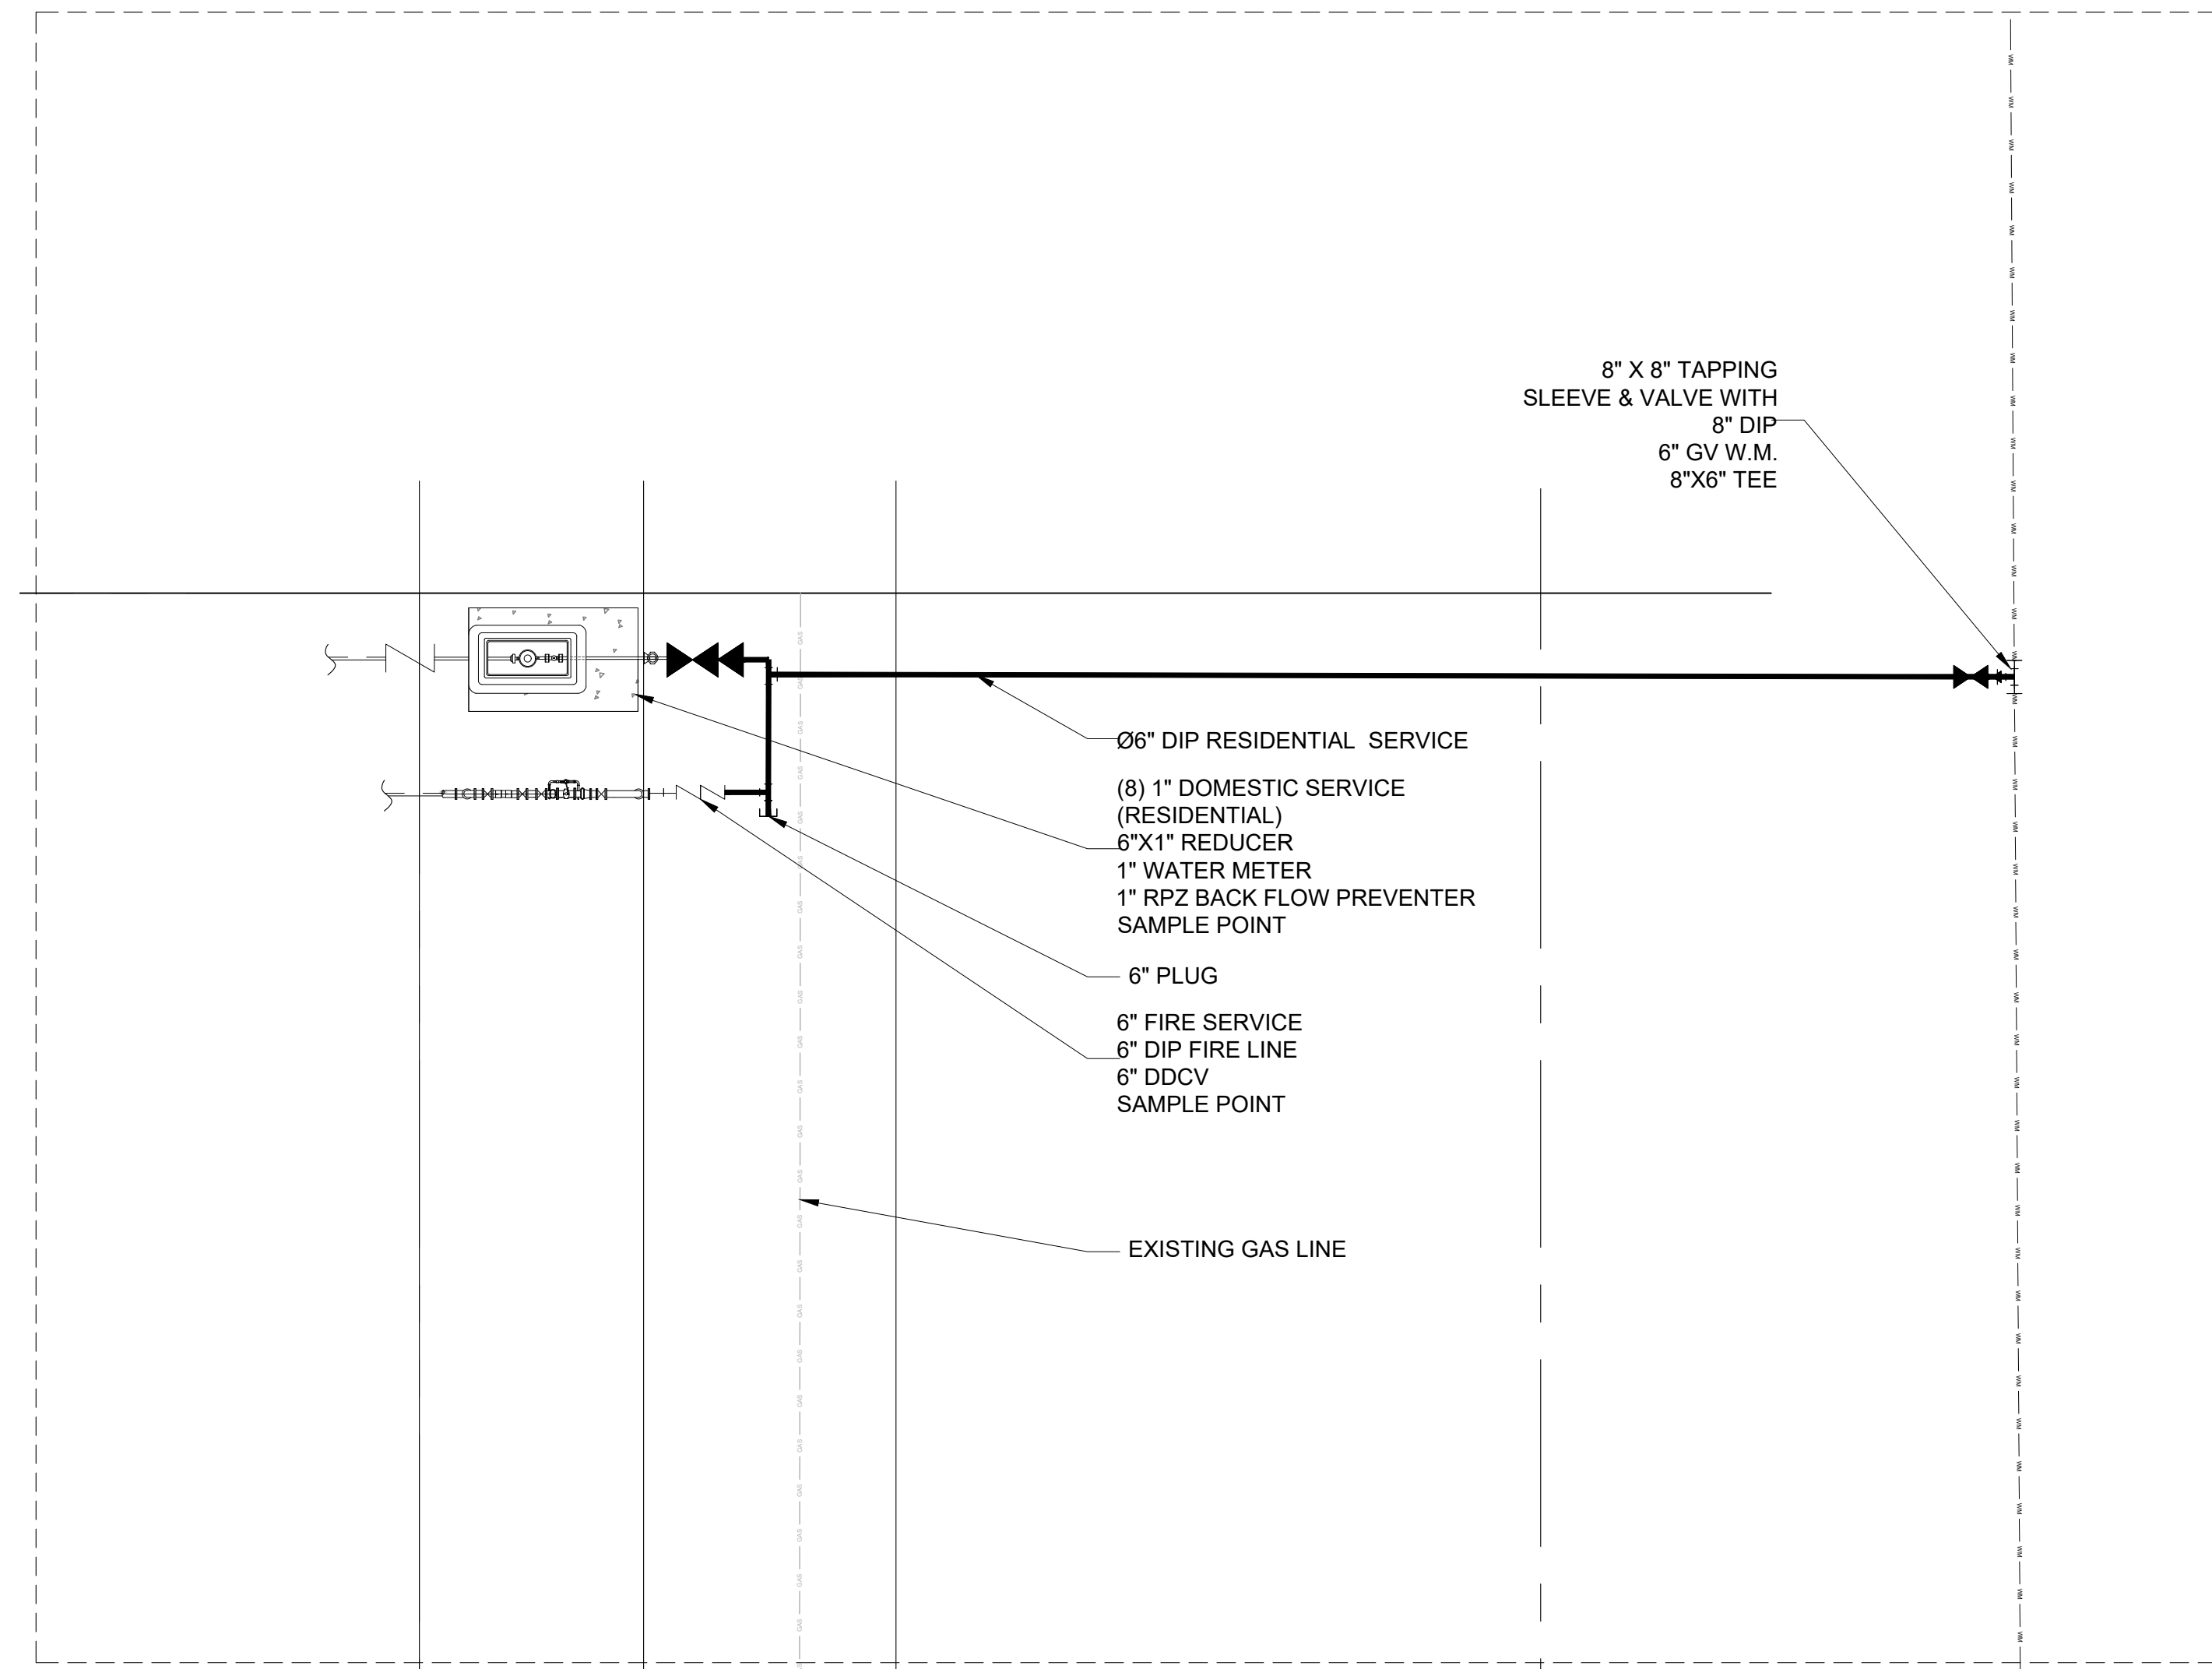 8" X 8" TAPPING
SLEEVE & VALVE WITH
8" DIP
6" GV W.M.
8"X6" TEE
Ø6" DIP RESIDENTIAL  SERVICE
(8) 1" DOMESTIC SERVICE
(RESIDENTIAL)
6"X1" REDUCER
1" WATER METER
1" RPZ BACK FLOW PREVENTER
SAMPLE POINT
6" PLUG
6" FIRE SERVICE
6" DIP FIRE LINE
6" DDCV
SAMPLE POINT
EXISTING GAS LINE
GAS
WM